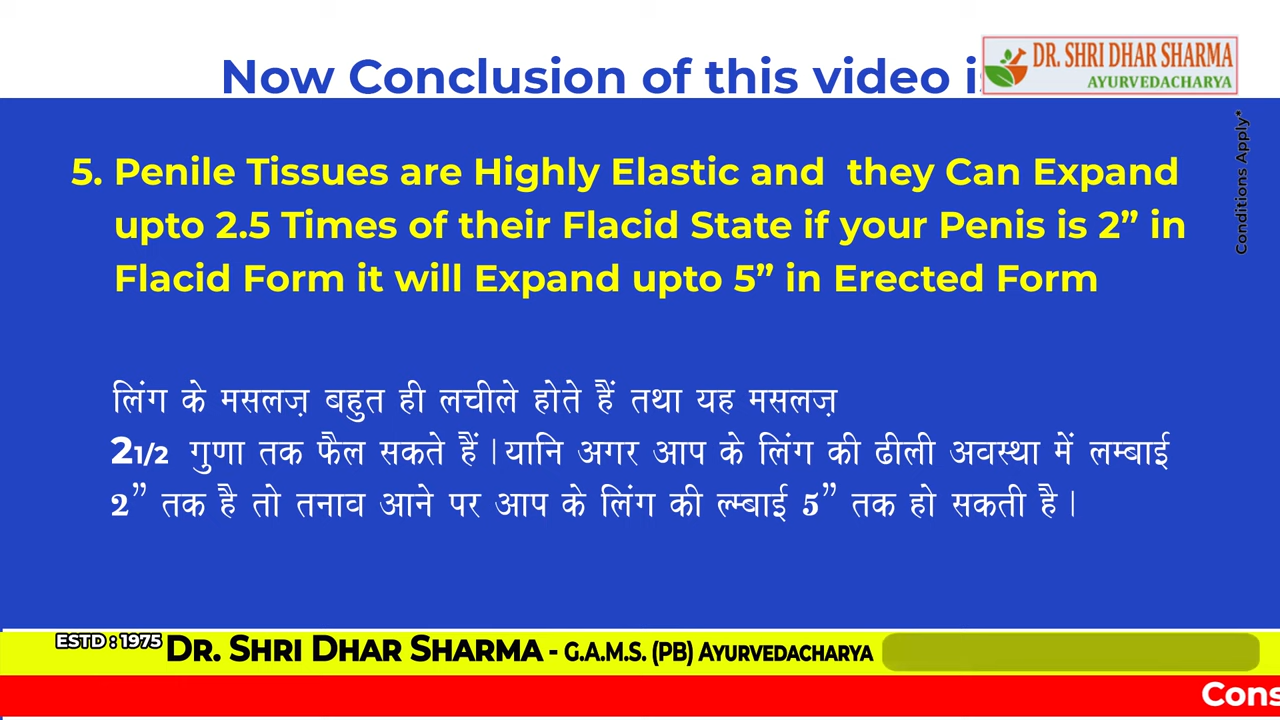 Now Conclusion of this video
DR. SHRI DHAR SHARMA
AYURVEDACHARYA
Conditions Apply*
5. Penile Tissues are Highly Elastic and they Can Expand
upto 2.5 Times of their Flacid State if your Penis is 2” in
Flacid Form it will Expand upto 5” in Erected Form
लिंग के मसलज़ बहुत ही लचीले होते हैं तथा यह मसलज़
2 1/2 गुणा तक फैल सकते हैं। यानि अगर आप के लिंग की ढीली अवस्था में लम्बाई
2” तक है तो तनाव आने पर आप के लिंग की ल्म्बाई 5” तक हो सकती है।
ESTD : 1975 DR. SHRI DHAR SHARMA - G.A.M.S. (PB) AYURVEDACHARYA